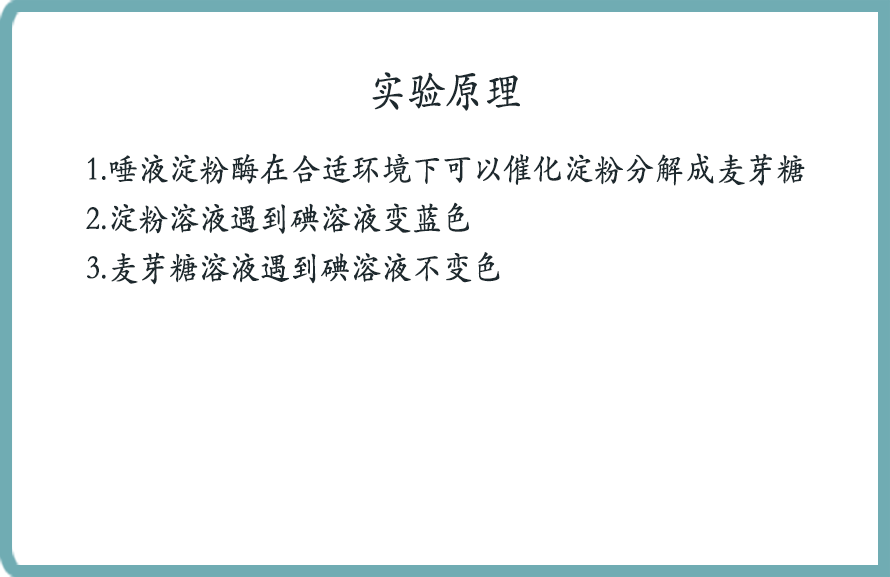 实验原理
1.唾液淀粉酶在合适环境下可以催化淀粉分解成麦芽糖
2.淀粉溶液遇到碘溶液变蓝色
3.麦芽糖溶液遇到碘溶液不变色